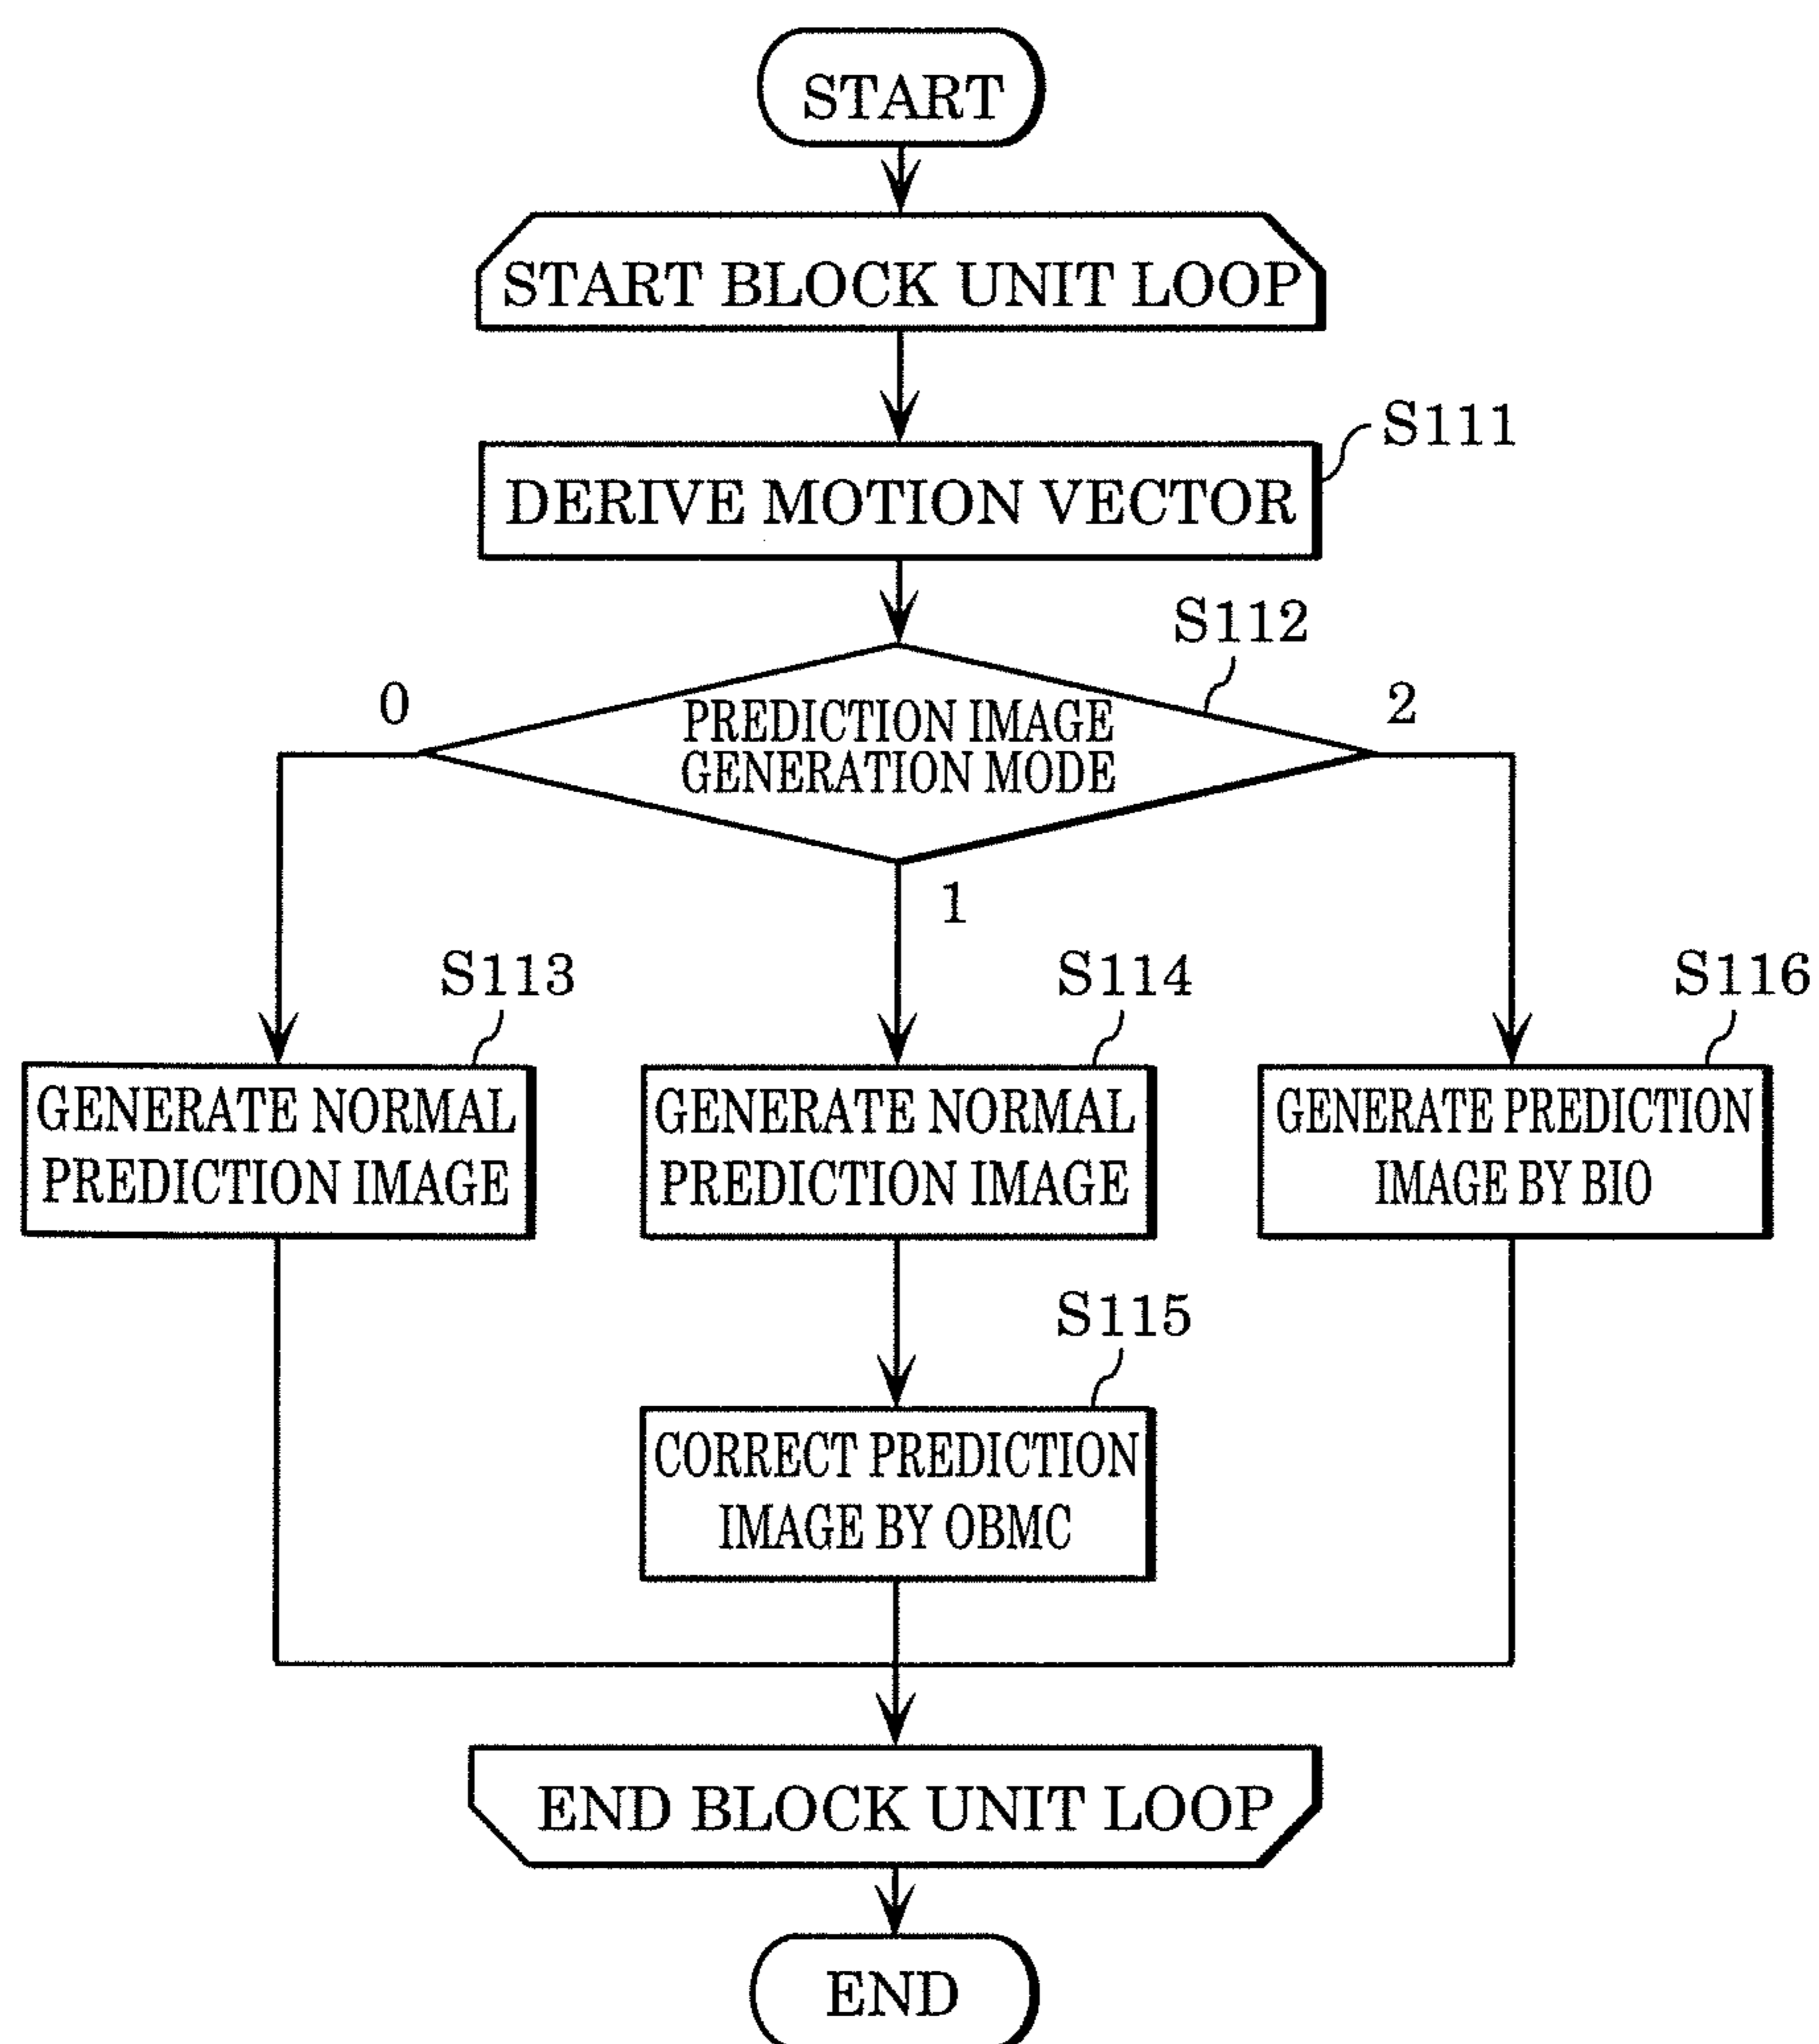 START
START BLOCK UNIT LOOP
S111
DERIVE MOTION VECTOR
S112
0
2
PREDICTION IMAGE
GENERATION MODE
1
S113
S114
S116
GENERATE NORMAL
PREDICTION IMAGE
GENERATE NORMAL
PREDICTION IMAGE
GENERATE PREDICTION
IMAGE BY BIO
S115
CORRECT PREDICTION
IMAGE BY OBMC
END BLOCK UNIT LOOP
END